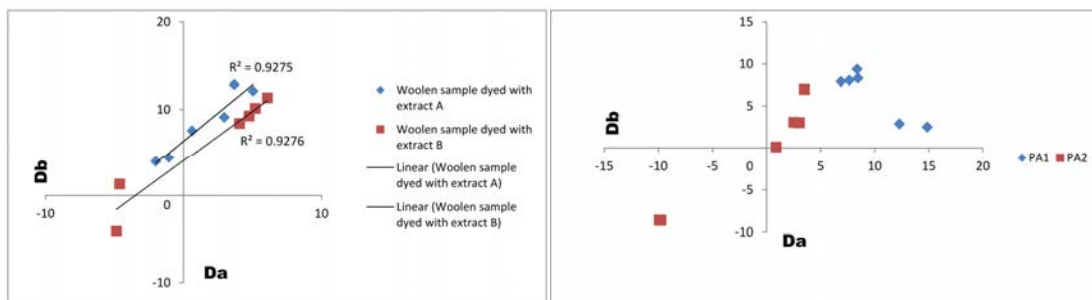 20
R² = 0.9275
10
R² = 0.9276
Db
0
-10
10
Da
-10
Woolen sample dyed with
extract A
Woolen sample dyed with
extract B
Linear (Woolen sample
dyed with extract A)
Linear (Woolen sample
dyed with extract B)
15
10
5
Db
0
-15
-10
-5
0
5
10
15
20
-5
-10
Da
PA1
PA2